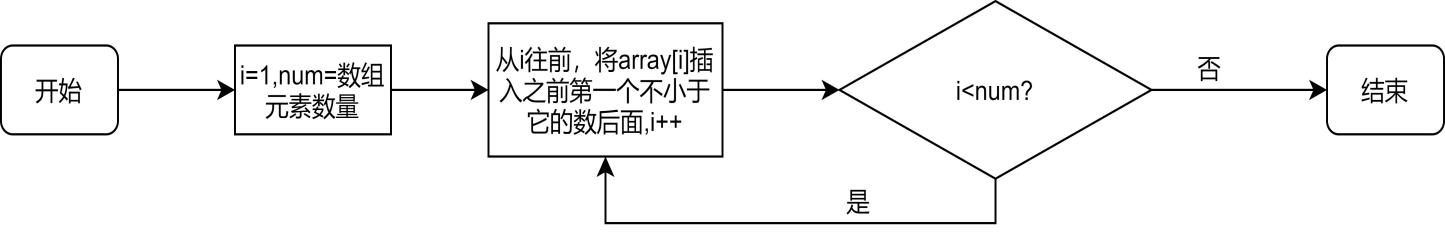 开始
i=1,num=数组
元素数量
从i往前，将array[i]插
入之前第一个不小于
它的数后面,i++
i<num?
否
结束
是